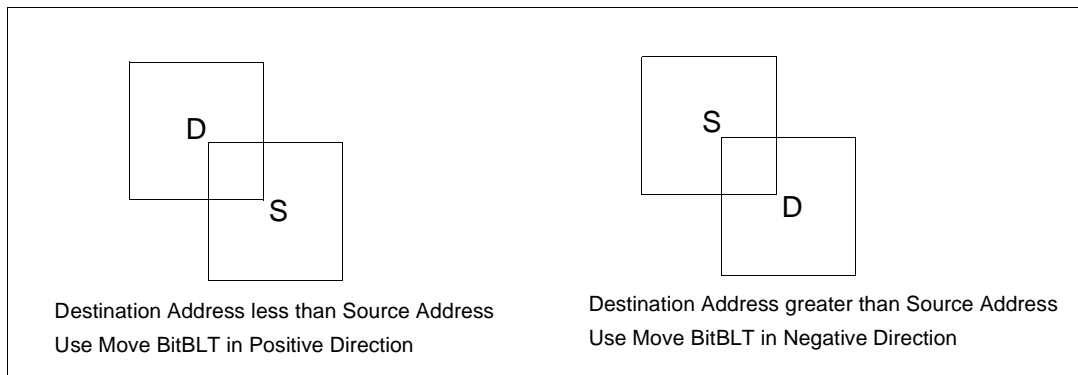 D
S
Destination Address less than Source Address
Use Move BitBLT in Positive Direction
S
D
Destination Address greater than Source Address
Use Move BitBLT in Negative Direction